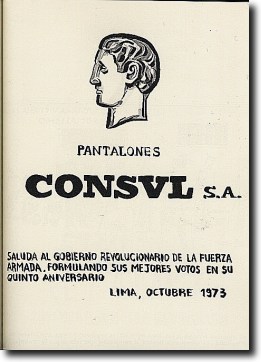 PANTALONES
CONSVL S.A.
SALUDA AL GOBIERNO REVOLUCIONARIO DE LA FUERZA
ARMADA, FORMULANDO SUS MEJORES VOTOS EN SU
QUINTO ANIVERSARIO
LIMA, OCTUBRE 1973